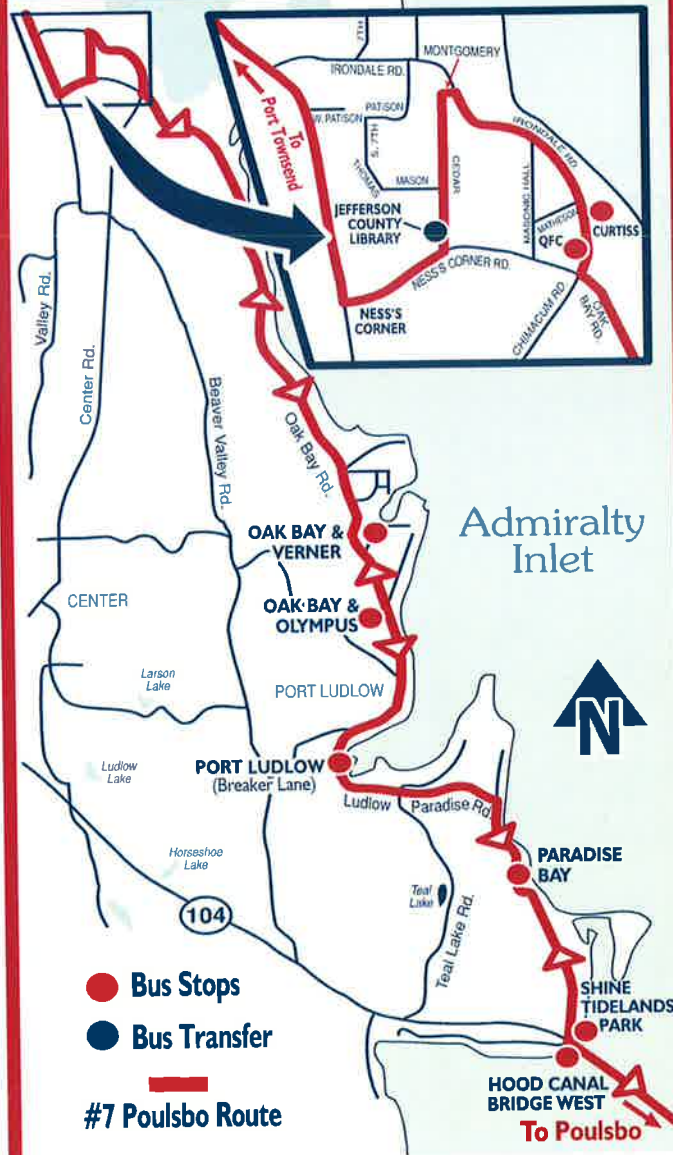 7TH
MONTGOMERY
IRONDALE RD.
PATISON
W. PATISON
To
Port Townsend
S. 7TH
THOMAS
MASON
CEDAR
IRONDALE RD.
MASONIC HALL
MATHESON
JEFFERSON
COUNTY
LIBRARY
QFC
CURTISS
NESS'S CORNER RD.
NESS'S
CORNER
CHIMACUM RD.
OAK
BAY RD.
Valley Rd.
Center Rd.
Beaver Valley Rd.
Oak Bay Rd.
Admiralty
Inlet
OAK BAY &
VERNER
CENTER
OAK BAY &
OLYMPUS
Larson
Lake
PORT LUDLOW
N
Ludlow
Lake
PORT LUDLOW
(Breaker Lane)
Ludlow
Paradise Rd
Horseshoe
Lake
PARADISE
BAY
Teal
Lake
Teal Lake Rd.
104
Bus Stops
SHINE
TIDELANDS
PARK
Bus Transfer
HOOD CANAL
BRIDGE WEST
#7 Poulsbo Route
To Poulsbo